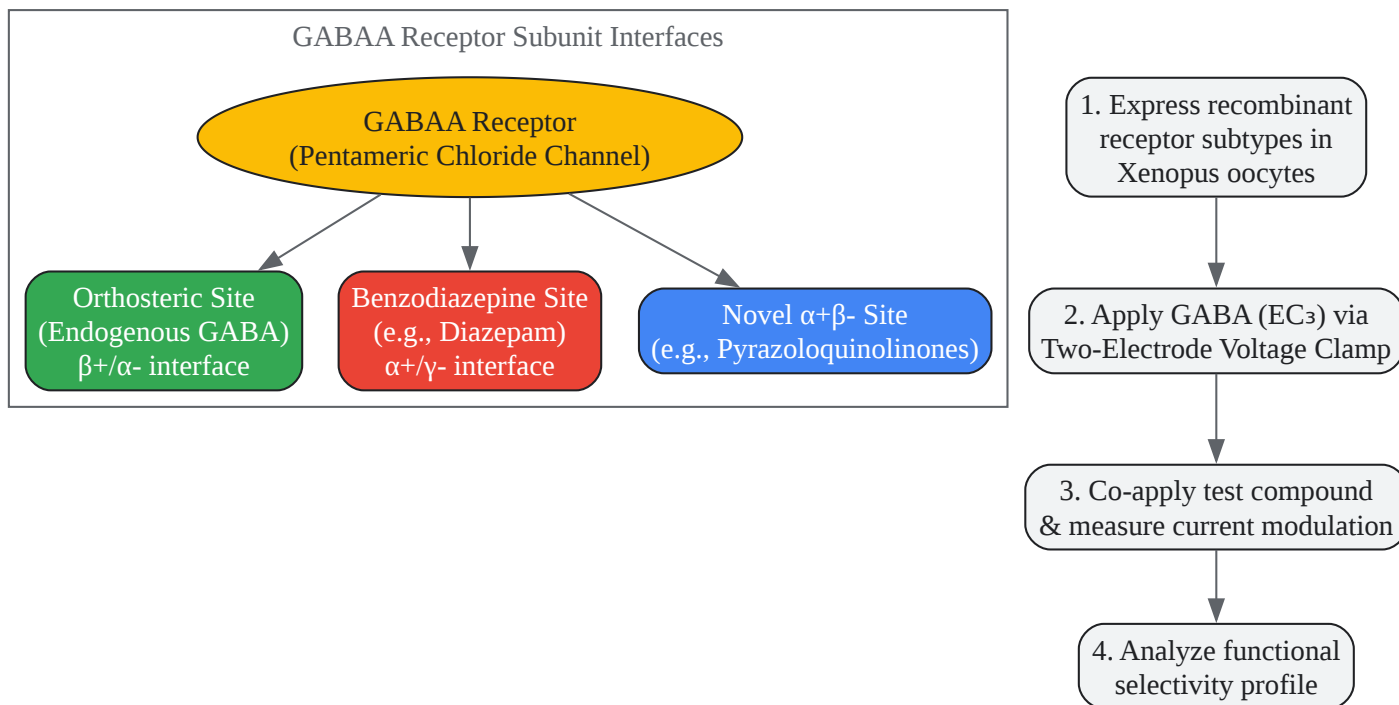 GABAA Receptor Subunit Interfaces
GABAA Receptor
(Pentameric Chloride Channel)
Orthosteric Site
(Endogenous GABA)
β+/α- interface
Benzodiazepine Site
(e.g., Diazepam)
α+/γ- interface
Novel α+β- Site
(e.g., Pyrazoloquinolinones)
1. Express recombinant
receptor subtypes in
Xenopus oocytes
2. Apply GABA (EC₃) via
Two-Electrode Voltage Clamp
3. Co-apply test compound
& measure current modulation
4. Analyze functional
selectivity profile